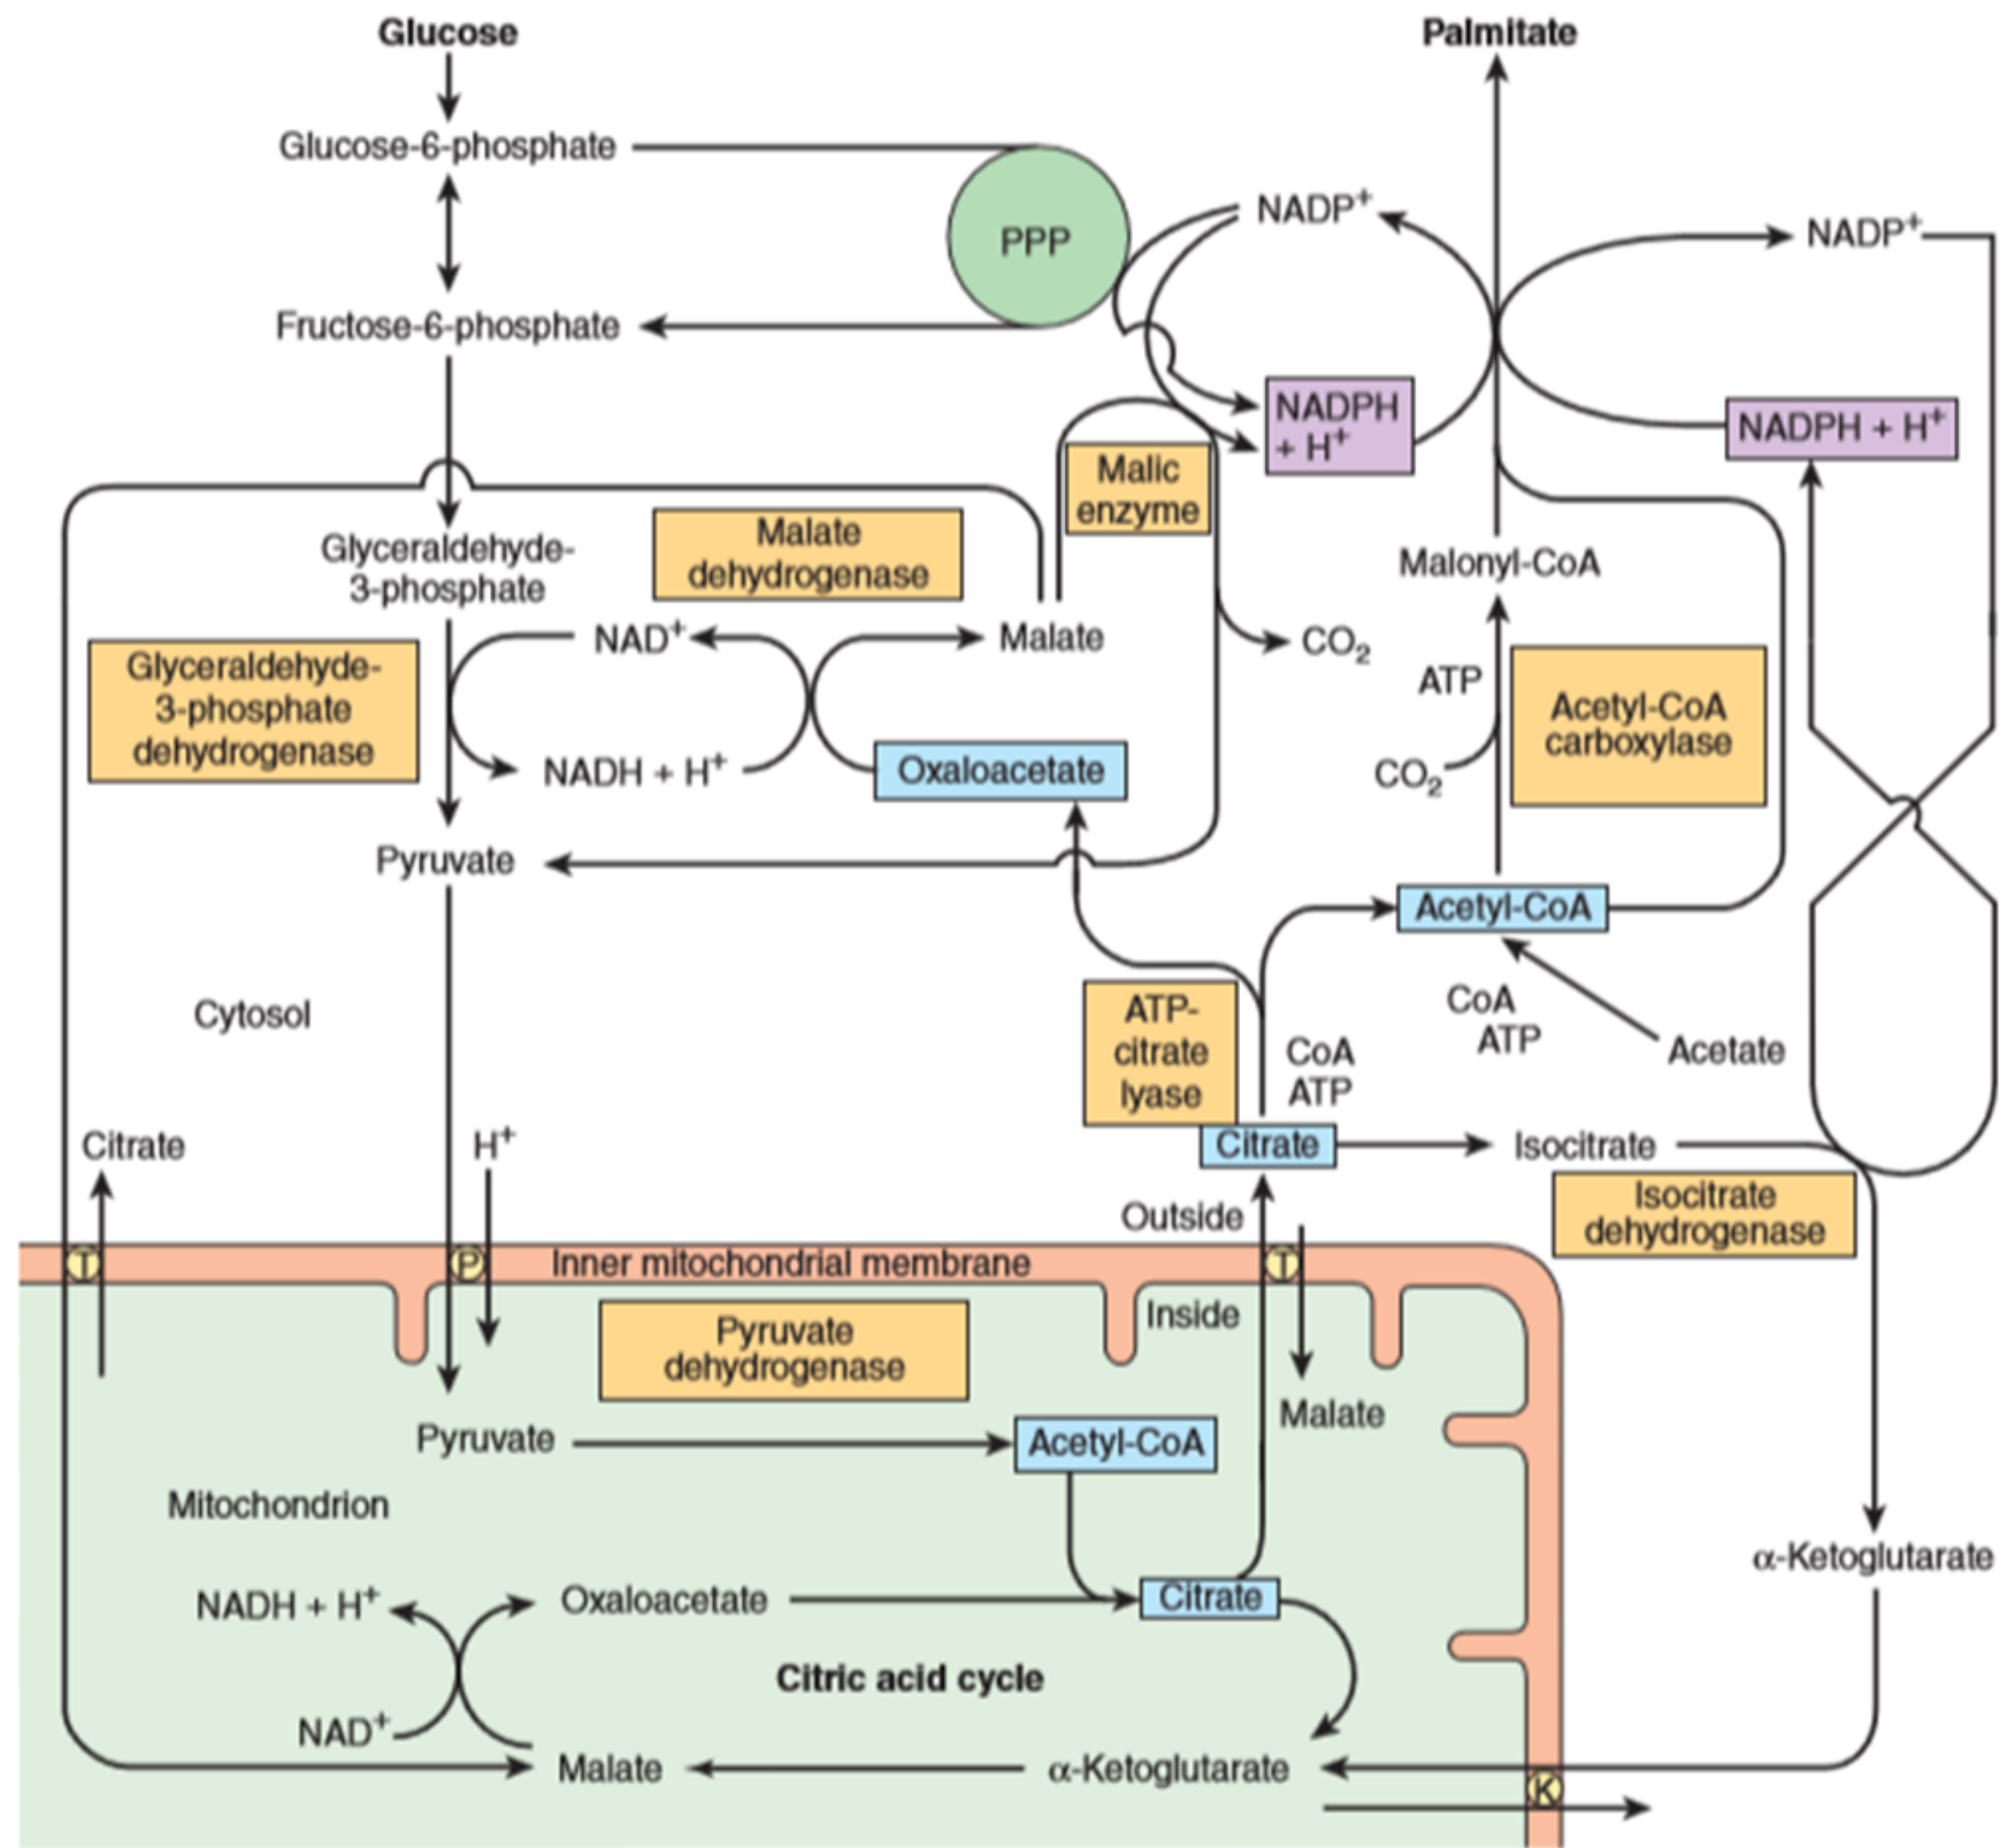 Glucose
Palmitate
Glucose-6-phosphate
PPP
NADP⁺
NADP⁺
Fructose-6-phosphate
NADPH
+ H⁺
NADPH + H⁺
Malic
enzyme
Glyceraldehyde-
3-phosphate
Malate
dehydrogenase
Malonyl-CoA
Glyceraldehyde-
3-phosphate
dehydrogenase
NAD⁺
Malate
CO₂
ATP
Acetyl-CoA
carboxylase
NADH + H⁺
Oxaloacetate
CO₂
Pyruvate
Acetyl-CoA
Cytosol
ATP-
citrate
lyase
CoA
ATP
CoA
ATP
Acetate
Citrate
H⁺
Citrate
Isocitrate
Outside
Isocitrate
dehydrogenase
T
P
Inner mitochondrial membrane
T
Inside
Pyruvate
dehydrogenase
Malate
Pyruvate
Acetyl-CoA
Mitochondrion
α-Ketoglutarate
NADH + H⁺
Oxaloacetate
Citrate
Citric acid cycle
NAD⁺
Malate
α-Ketoglutarate
K